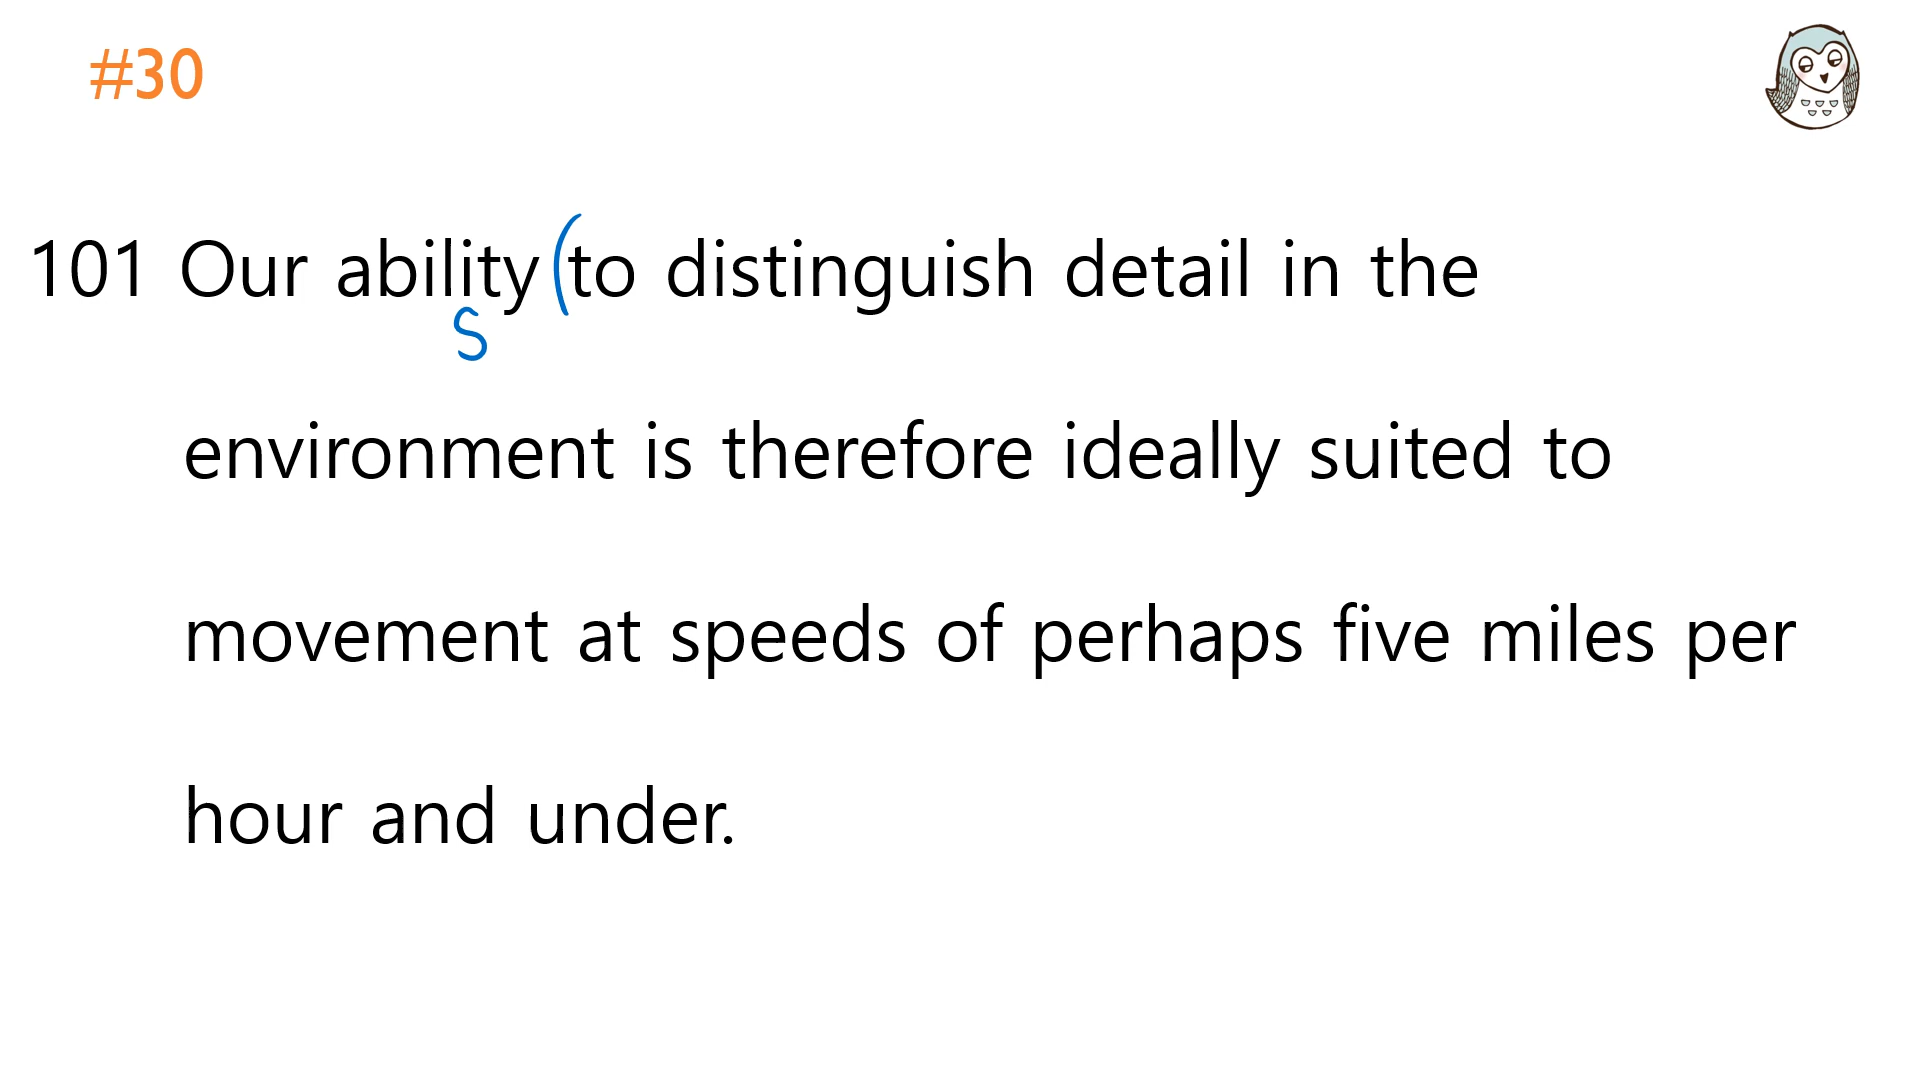 #30
101 Our ability (to distinguish detail in the
S
environment is therefore ideally suited to
movement at speeds of perhaps five miles per
hour and under.